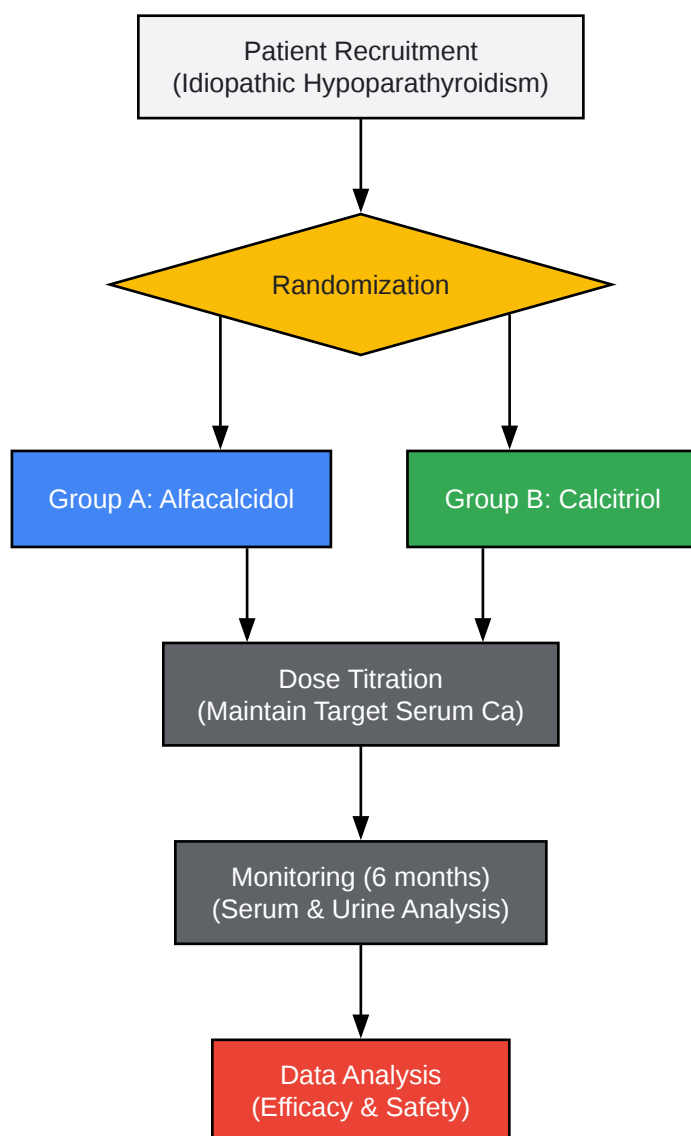 Patient Recruitment
(Idiopathic Hypoparathyroidism)
Randomization
Group A: Alfacalcidol
Group B: Calcitriol
Dose Titration
(Maintain Target Serum Ca)
Monitoring (6 months)
(Serum & Urine Analysis)
Data Analysis
(Efficacy & Safety)